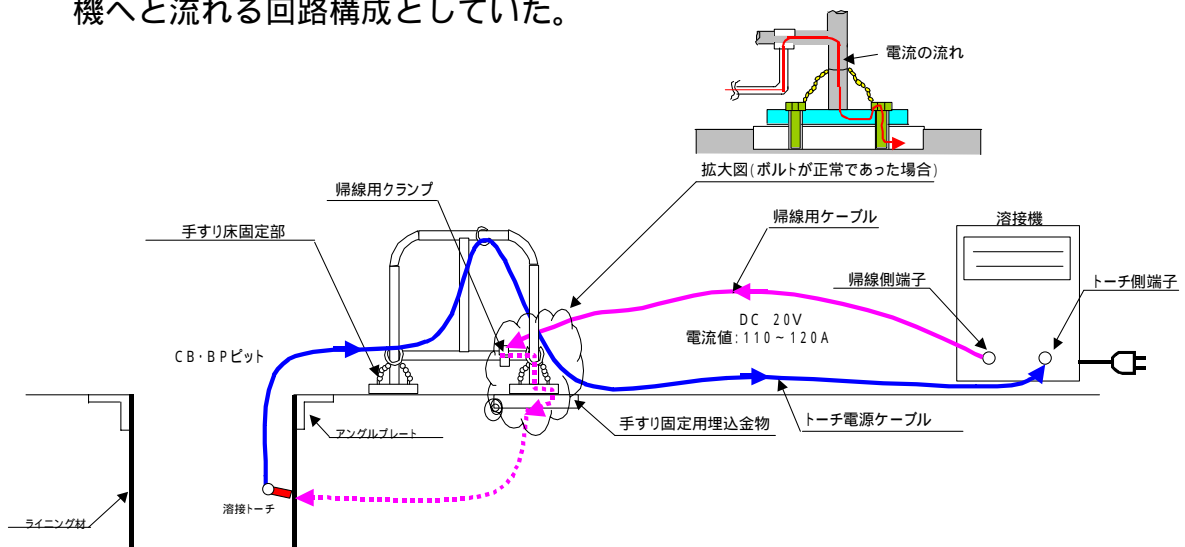 機へと流れる回路構成としていた。
電流の流れ
拡大図(ボルトが正常であった場合)
帰線用クランプ
帰線用ケーブル
溶接機
手すり床固定部
帰線側端子
トーチ側端子
DC 20V
電流値:110~120A
CB・BPピット
手すり固定用埋込金物
トーチ電源ケーブル
アングルプレート
溶接トーチ
ライニング材